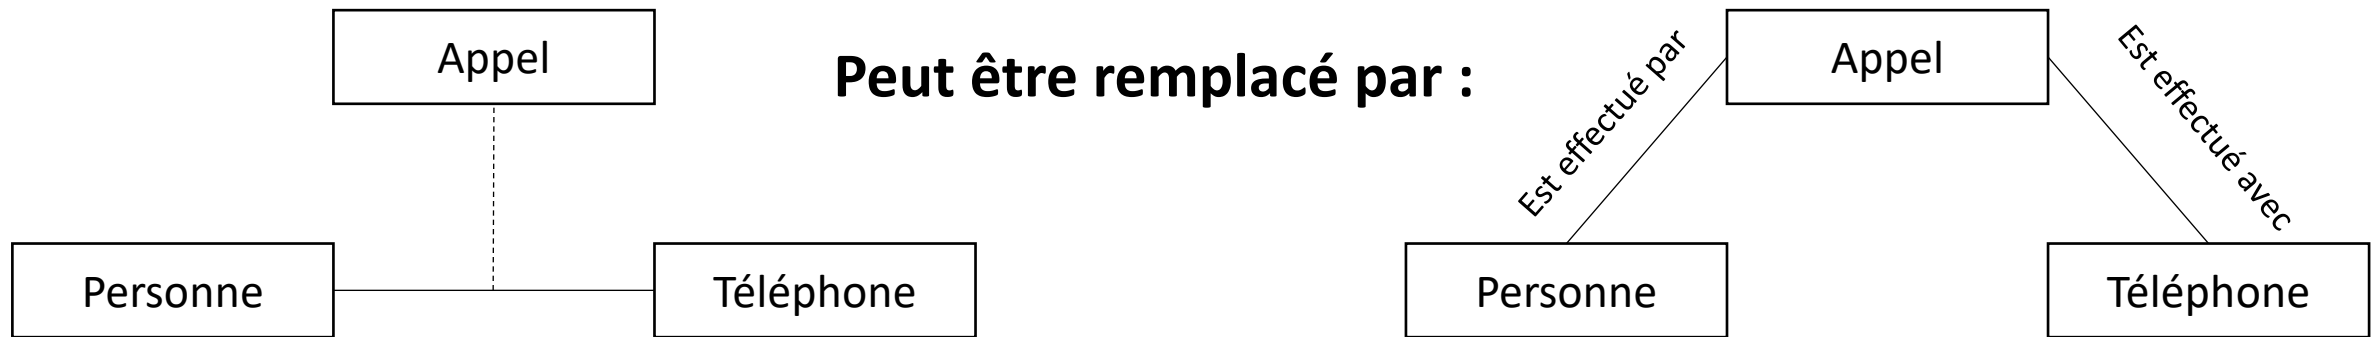 Appel
Personne
Téléphone
Peut être remplacé par :
Appel
Est effectué par
Est effectué avec
Personne
Téléphone